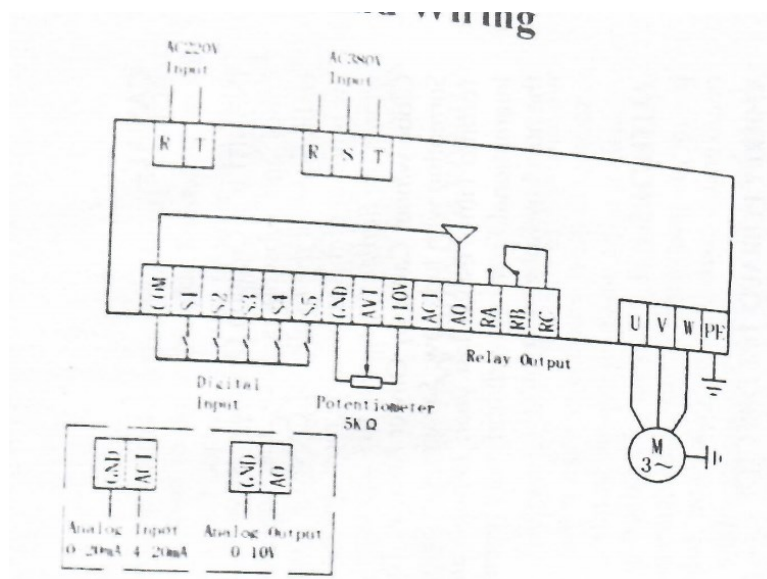 Wiring
AC220V
Input
AC380V
Input
R T
R S T
COM S1 S2 S3 S4 S5 GND AVI +10V ACI AO RA RB RC
U V W PE
Relay Output
Digital
Input
Potentiometer
5KΩ
M
3~
GND ACI
GND AO
Analog Input
0 20mA 4 20mA
Analog Output
0 10V